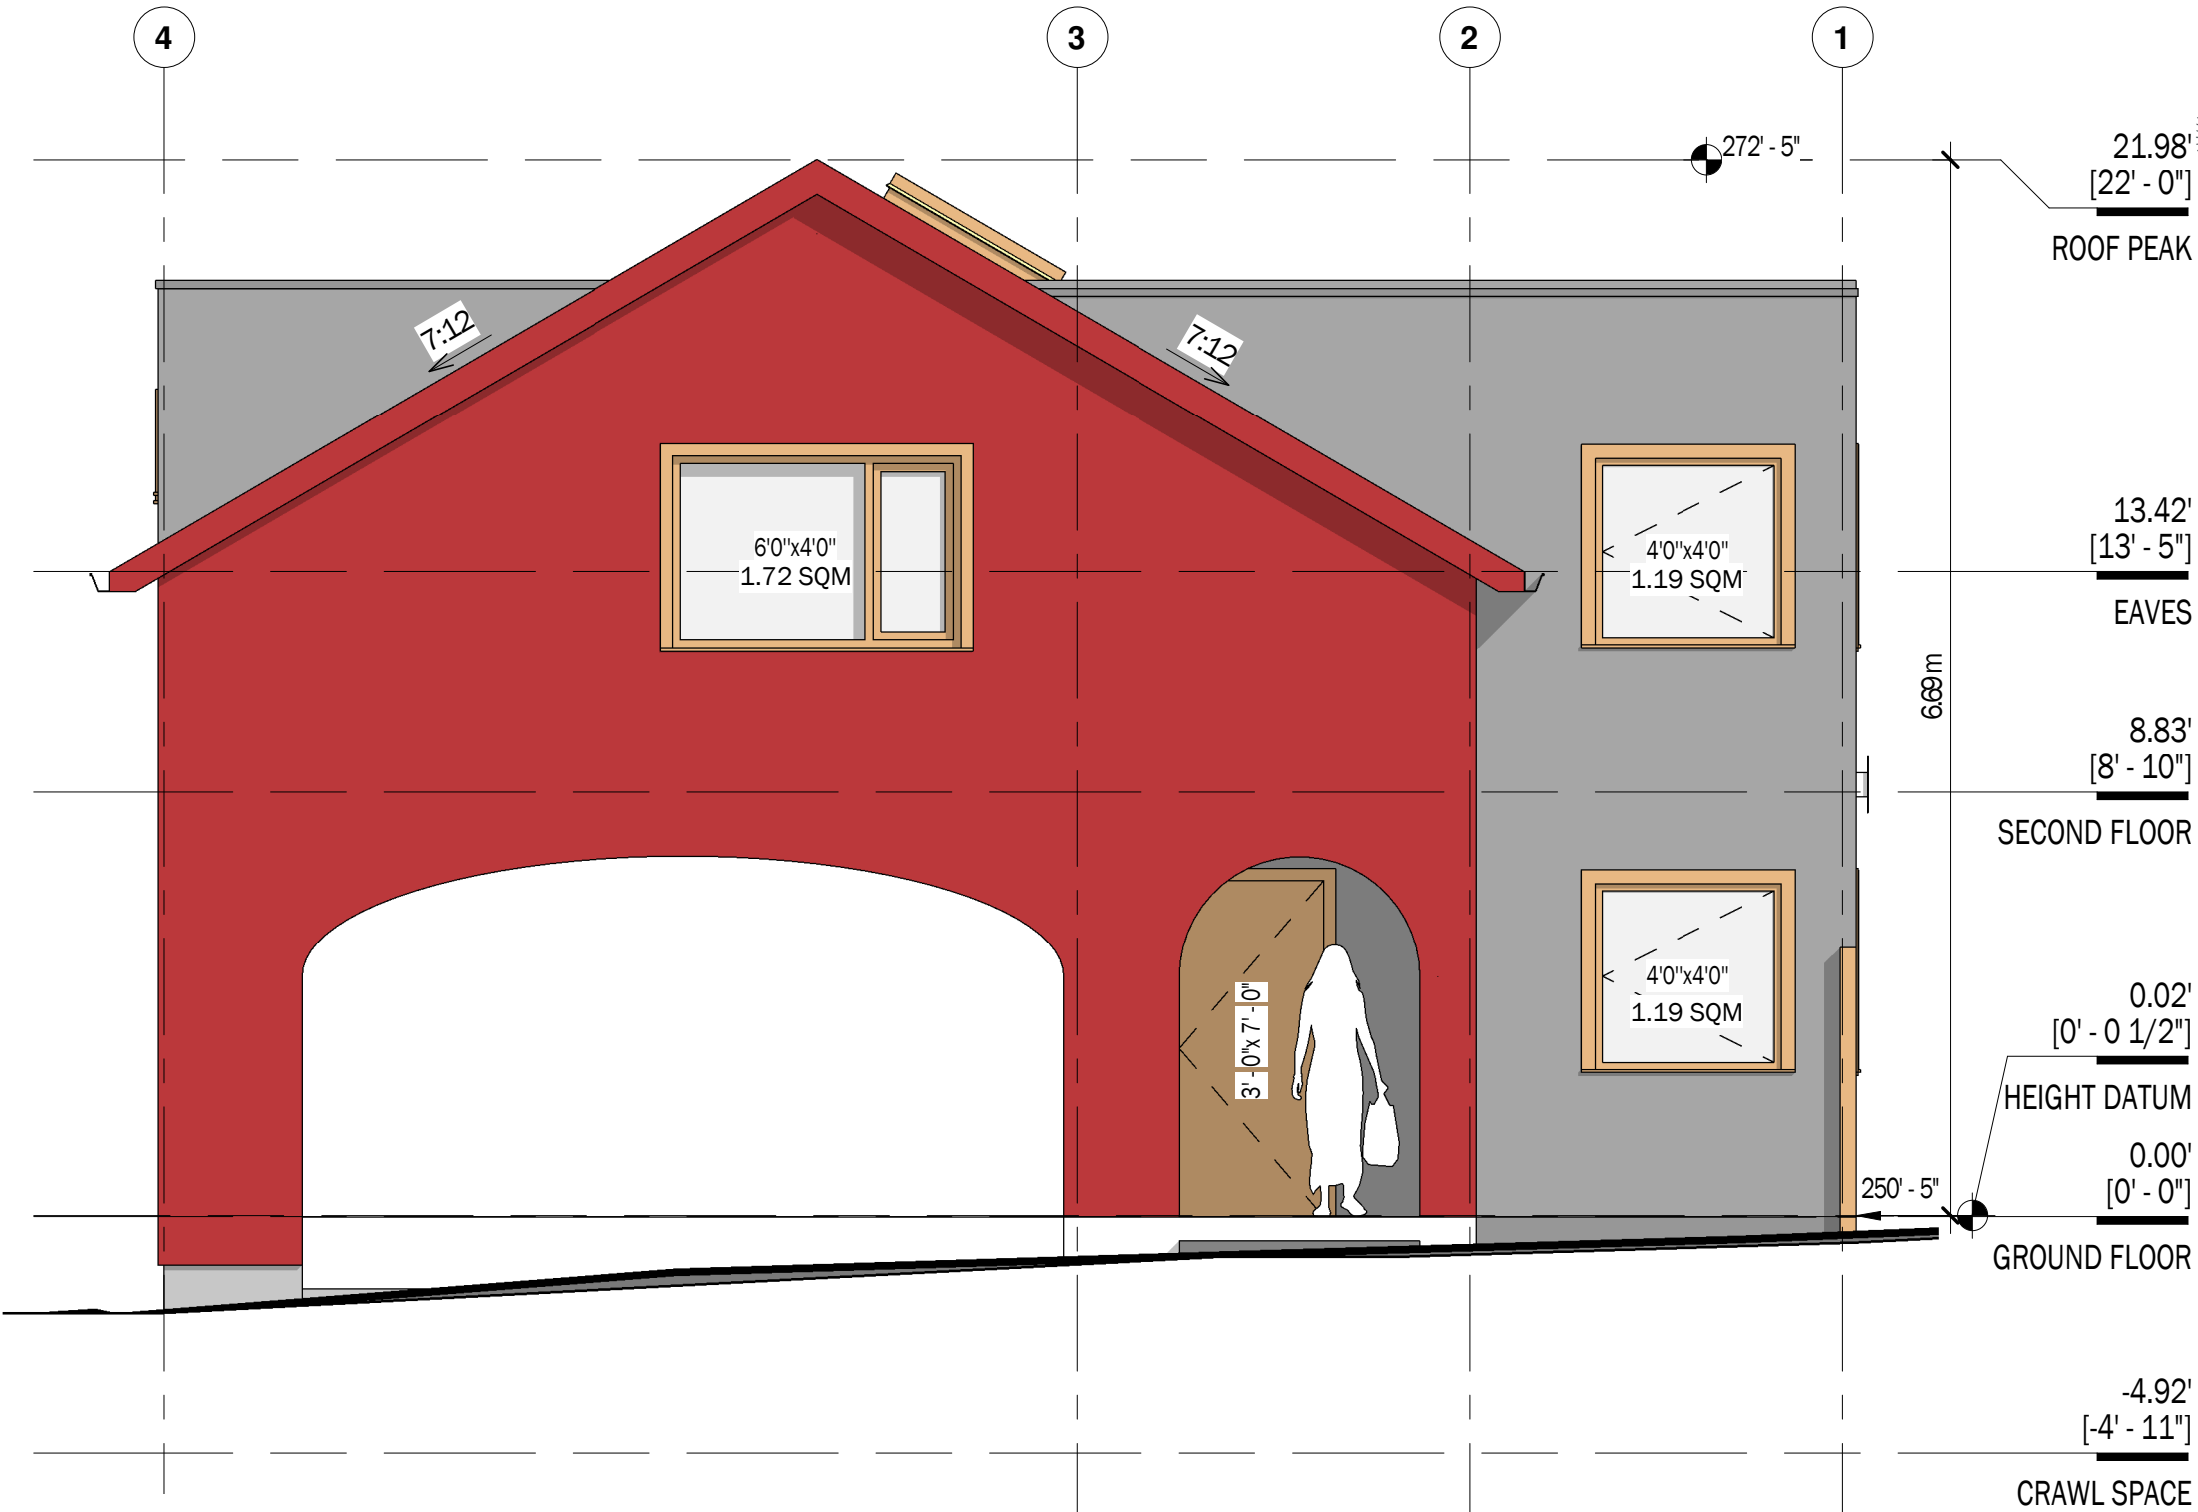 4
3
2
1
272' - 5"
21.98'
[22' - 0"]
ROOF PEAK
7:12
7:12
13.42'
[13' - 5"]
EAVES
6'0"x4'0"
1.72 SQM
4'0"x4'0"
1.19 SQM
6.69 m
8.83'
[8' - 10"]
SECOND FLOOR
3' - 0"x 7' - 0"
4'0"x4'0"
1.19 SQM
0.02'
[0' - 0 1/2"]
HEIGHT DATUM
250' - 5"
0.00'
[0' - 0"]
GROUND FLOOR
-4.92'
[-4' - 11"]
CRAWL SPACE